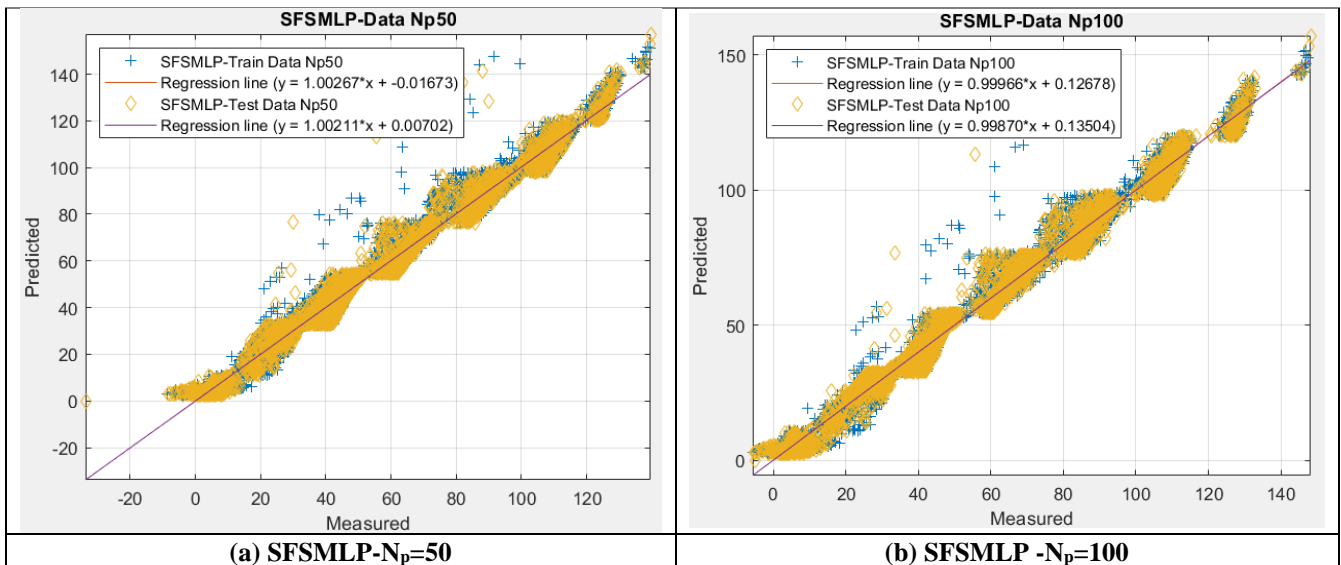 SFSMLP-Data Np50
SFSMLP-Train Data Np50
Regression line (y = 1.00267*x + -0.01673)
SFSMLP-Test Data Np50
Regression line (y = 1.00211*x + 0.00702)
140
120
100
80
60
40
20
0
-20
Predicted
-20 0 20 40 60 80 100 120
Measured
(a) SFSMLP-Np=50
SFSMLP-Data Np100
SFSMLP-Train Data Np100
Regression line (y = 0.99966*x + 0.12678)
SFSMLP-Test Data Np100
Regression line (y = 0.99870*x + 0.13504)
150
100
50
0
Predicted
0 20 40 60 80 100 120 140
Measured
(b) SFSMLP -Np=100